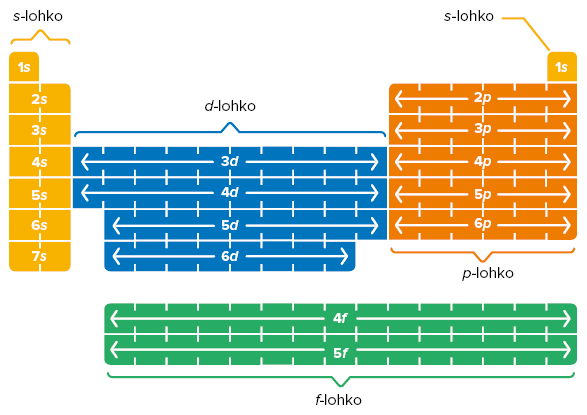 s-lohko
s-lohko
1s
1s
2s
2p
d-lohko
3s
3p
4s
3d
4p
5s
4d
5p
6s
5d
6p
7s
6d
p-lohko
4f
5f
f-lohko